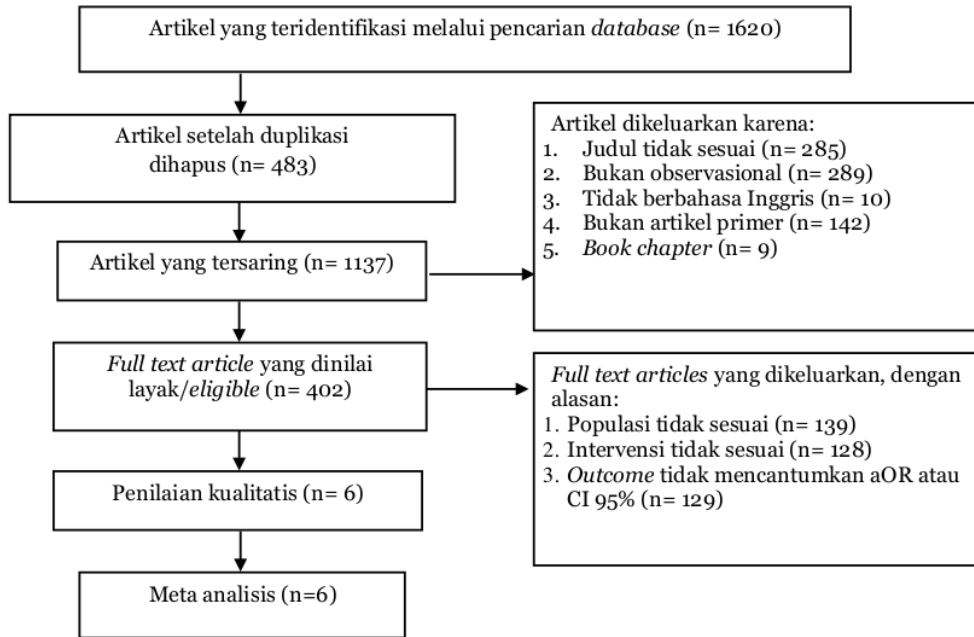 Artikel yang teridentifikasi melalui pencarian database (n= 1620)
Artikel setelah duplikasi
dihapus (n= 483)
Artikel dikeluarkan karena:
1. Judul tidak sesuai (n= 285)
2. Bukan observasional (n= 289)
3. Tidak berbahasa Inggris (n= 10)
4. Bukan artikel primer (n= 142)
5. Book chapter (n= 9)
Artikel yang tersaring (n= 1137)
Full text article yang dinilai
layak/eligible (n= 402)
Full text articles yang dikeluarkan, dengan
alasan:
1. Populasi tidak sesuai (n= 139)
2. Intervensi tidak sesuai (n= 128)
3. Outcome tidak mencantumkan aOR atau
CI 95% (n= 129)
Penilaian kualitatis (n= 6)
Meta analisis (n=6)